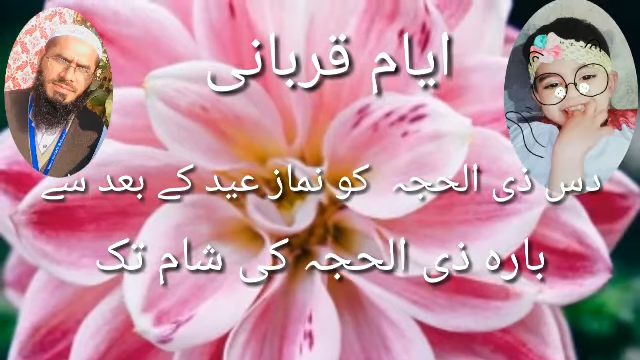 ایام قربانی
دس ذی الحجہ کو نماز عید کے بعد سے
بارہ ذی الحجہ کی شام تک